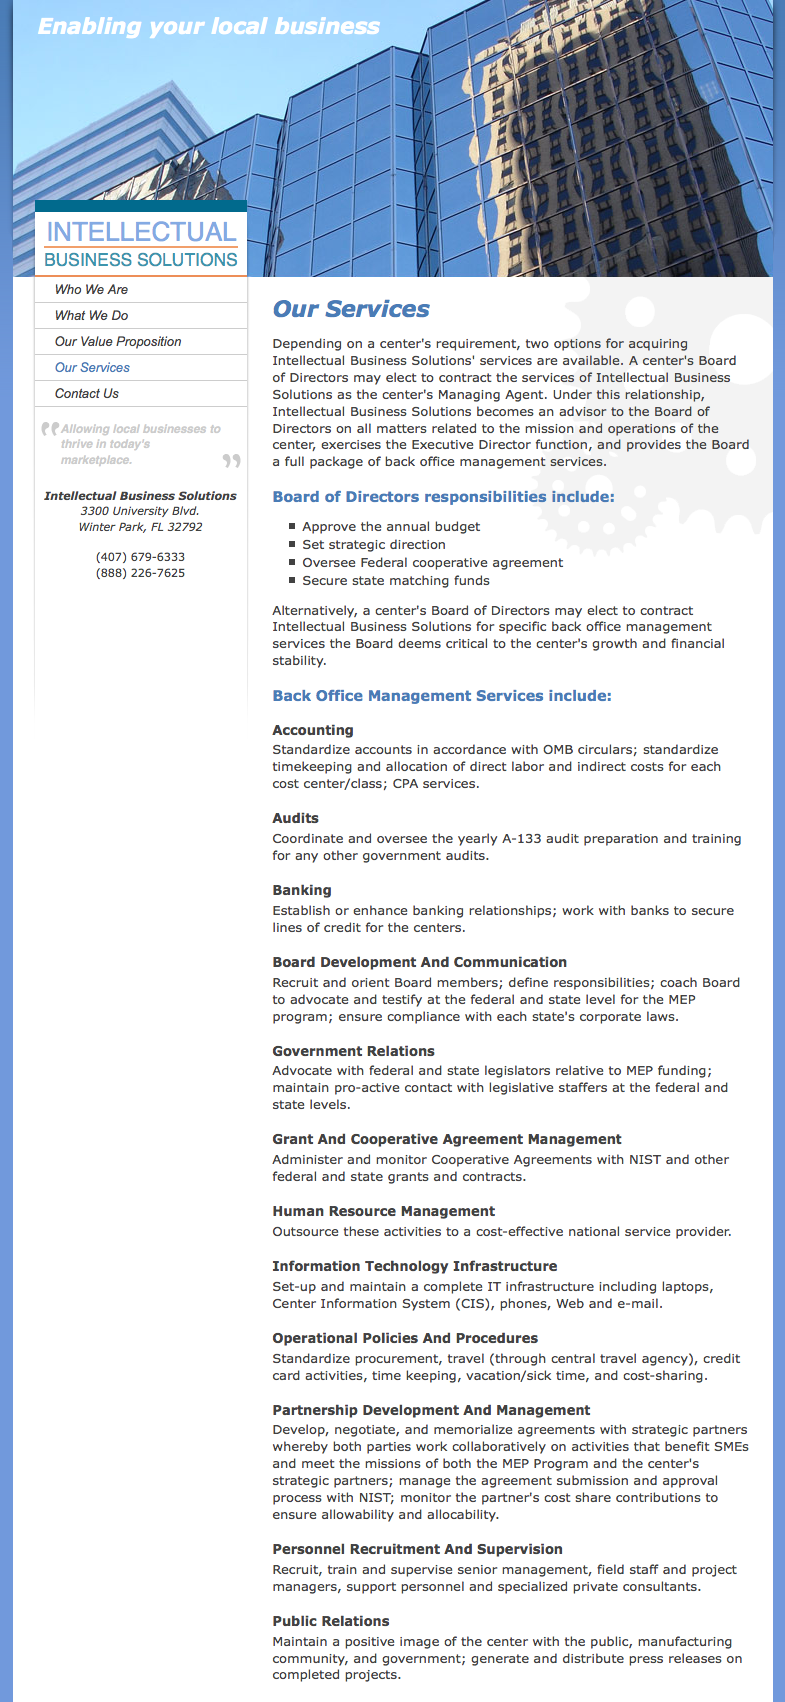 Enabling your local business
INTELLECTUAL
BUSINESS SOLUTIONS
Who We Are
What We Do
Our Value Proposition
Our Services
Contact Us
❛❛Allowing local businesses to
thrive in today's
marketplace. ❜❜
Intellectual Business Solutions
3300 University Blvd.
Winter Park, FL 32792
(407) 679-6333
(888) 226-7625
Our Services
Depending on a center's requirement, two options for acquiring
Intellectual Business Solutions' services are available. A center's Board
of Directors may elect to contract the services of Intellectual Business
Solutions as the center's Managing Agent. Under this relationship,
Intellectual Business Solutions becomes an advisor to the Board of
Directors on all matters related to the mission and operations of the
center, exercises the Executive Director function, and provides the Board
a full package of back office management services.
Board of Directors responsibilities include:
▪ Approve the annual budget
▪ Set strategic direction
▪ Oversee Federal cooperative agreement
▪ Secure state matching funds
Alternatively, a center's Board of Directors may elect to contract
Intellectual Business Solutions for specific back office management
services the Board deems critical to the center's growth and financial
stability.
Back Office Management Services include:
Accounting
Standardize accounts in accordance with OMB circulars; standardize
timekeeping and allocation of direct labor and indirect costs for each
cost center/class; CPA services.
Audits
Coordinate and oversee the yearly A-133 audit preparation and training
for any other government audits.
Banking
Establish or enhance banking relationships; work with banks to secure
lines of credit for the centers.
Board Development And Communication
Recruit and orient Board members; define responsibilities; coach Board
to advocate and testify at the federal and state level for the MEP
program; ensure compliance with each state's corporate laws.
Government Relations
Advocate with federal and state legislators relative to MEP funding;
maintain pro-active contact with legislative staffers at the federal and
state levels.
Grant And Cooperative Agreement Management
Administer and monitor Cooperative Agreements with NIST and other
federal and state grants and contracts.
Human Resource Management
Outsource these activities to a cost-effective national service provider.
Information Technology Infrastructure
Set-up and maintain a complete IT infrastructure including laptops,
Center Information System (CIS), phones, Web and e-mail.
Operational Policies And Procedures
Standardize procurement, travel (through central travel agency), credit
card activities, time keeping, vacation/sick time, and cost-sharing.
Partnership Development And Management
Develop, negotiate, and memorialize agreements with strategic partners
whereby both parties work collaboratively on activities that benefit SMEs
and meet the missions of both the MEP Program and the center's
strategic partners; manage the agreement submission and approval
process with NIST; monitor the partner's cost share contributions to
ensure allowability and allocability.
Personnel Recruitment And Supervision
Recruit, train and supervise senior management, field staff and project
managers, support personnel and specialized private consultants.
Public Relations
Maintain a positive image of the center with the public, manufacturing
community, and government; generate and distribute press releases on
completed projects.